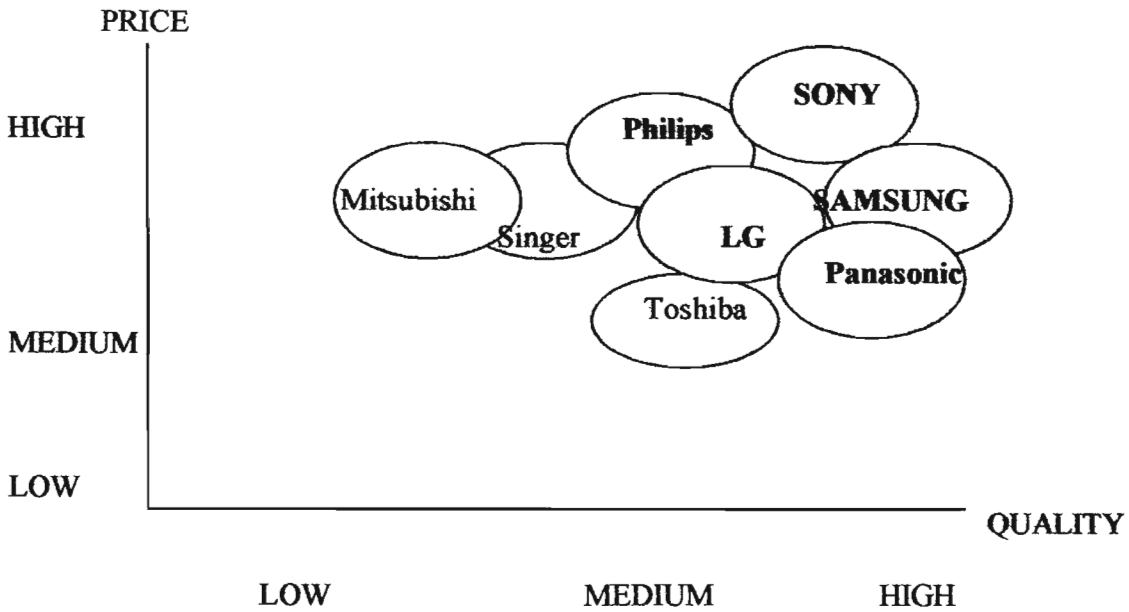 PRICE
SONY
HIGH
Philips
Mitsubishi
SAMSUNG
Singer
LG
Panasonic
Toshiba
MEDIUM
LOW
QUALITY
LOW MEDIUM HIGH